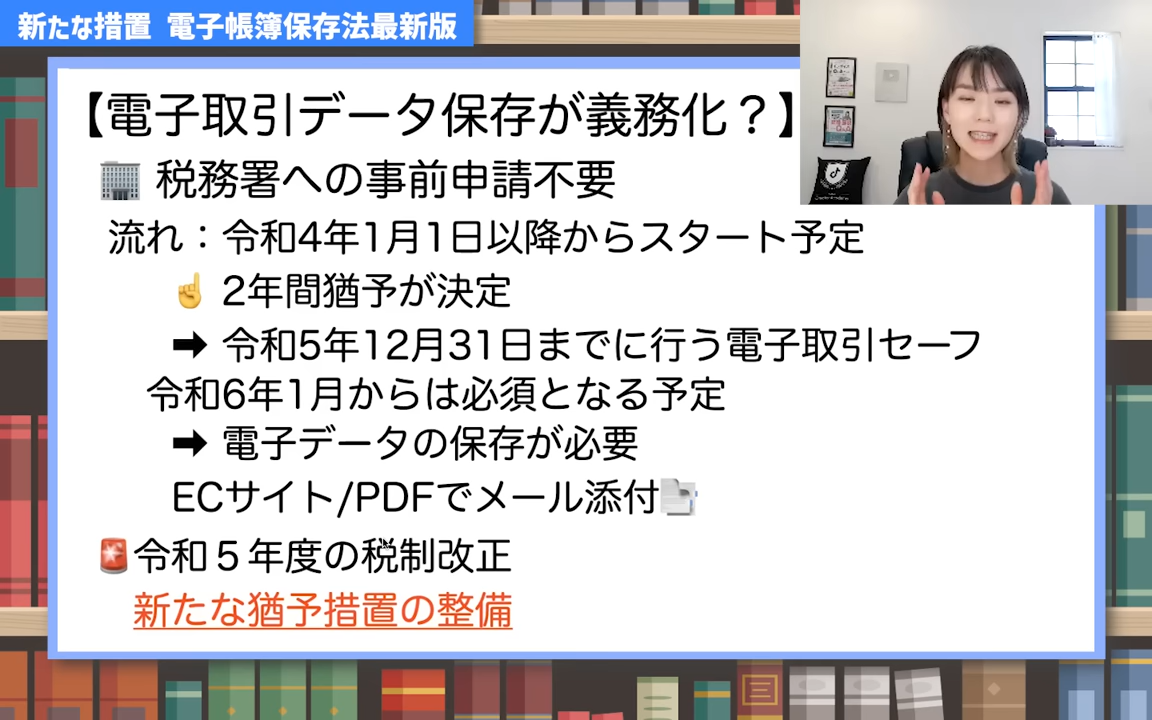 新たな措置 電子帳簿保存法最新版
【電子取引データ保存が義務化？】
🏢 税務署への事前申請不要
流れ：令和4年1月1日以降からスタート予定
☝ 2年間猶予が決定
➡ 令和5年12月31日までに行う電子取引セーフ
令和6年1月からは必須となる予定
➡ 電子データの保存が必要
ECサイト/PDFでメール添付
🚨令和５年度の税制改正
新たな猶予措置の整備